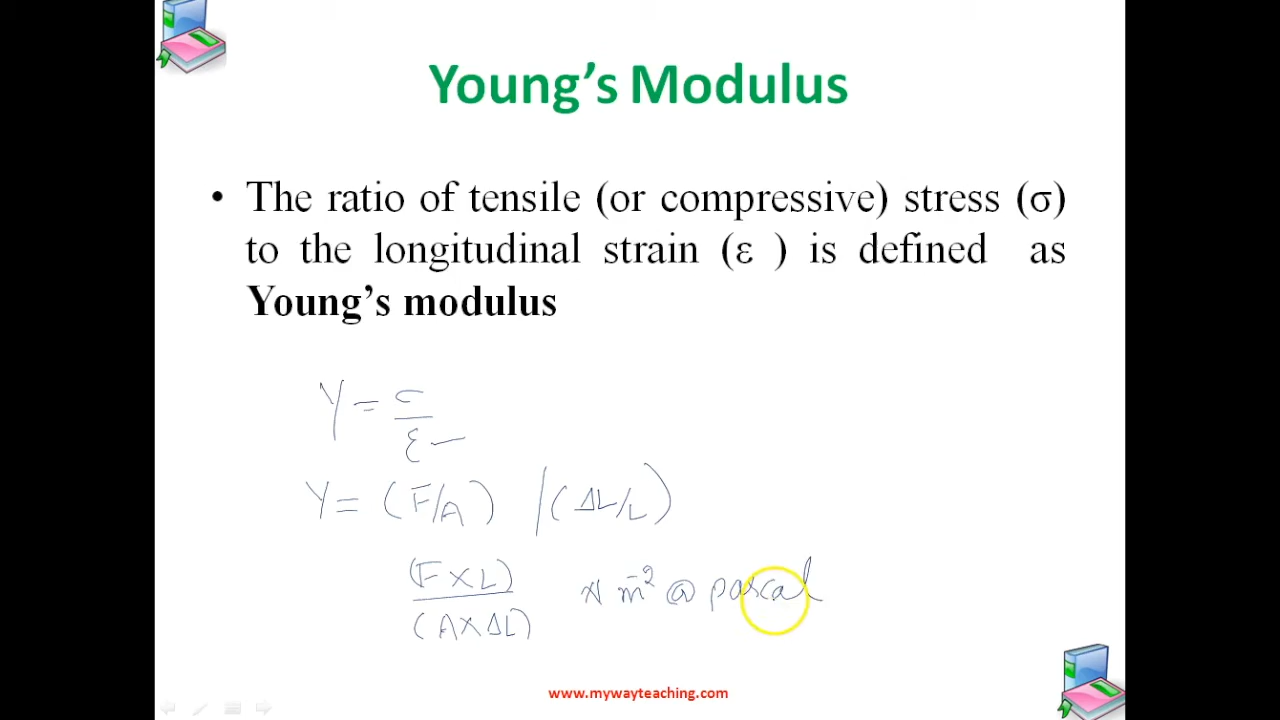 Young's Modulus
• The ratio of tensile (or compressive) stress (σ)
to the longitudinal strain (ε ) is defined as
Young's modulus
Y = σ/ε
Y = (F/A) /(ΔL/L)
(F×L)/(A×ΔL) N m⁻² @ pascal
www.mywayteaching.com